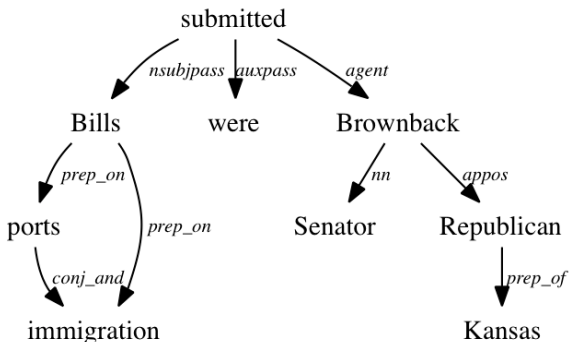 submitted
nsubjpass auxpass agent
Bills were Brownback
prep_on nn appos
ports prep_on Senator Republican
conj_and prep_of
immigration Kansas